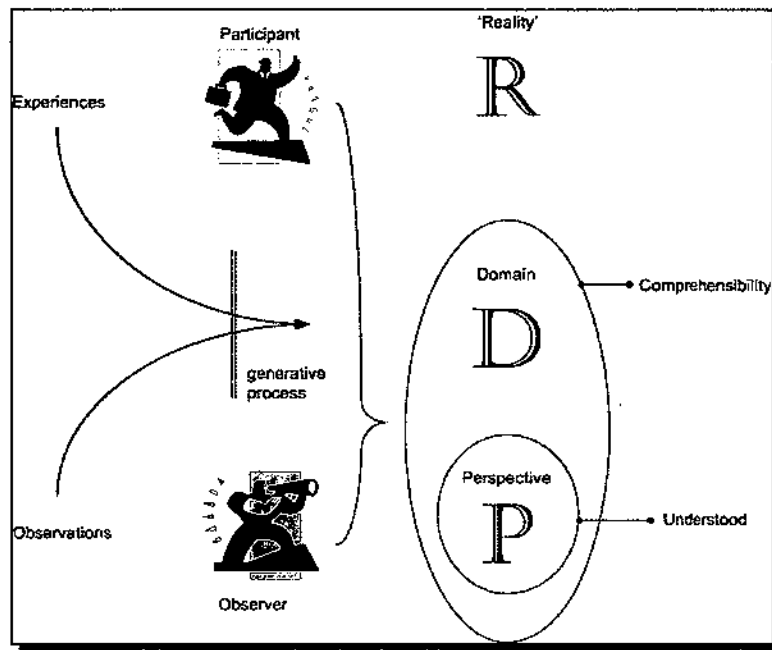 Participant
'Reality'
R
Experiences
Domain
Comprehensibility
D
generative
process
Perspective
P
Understood
Observations
Observer